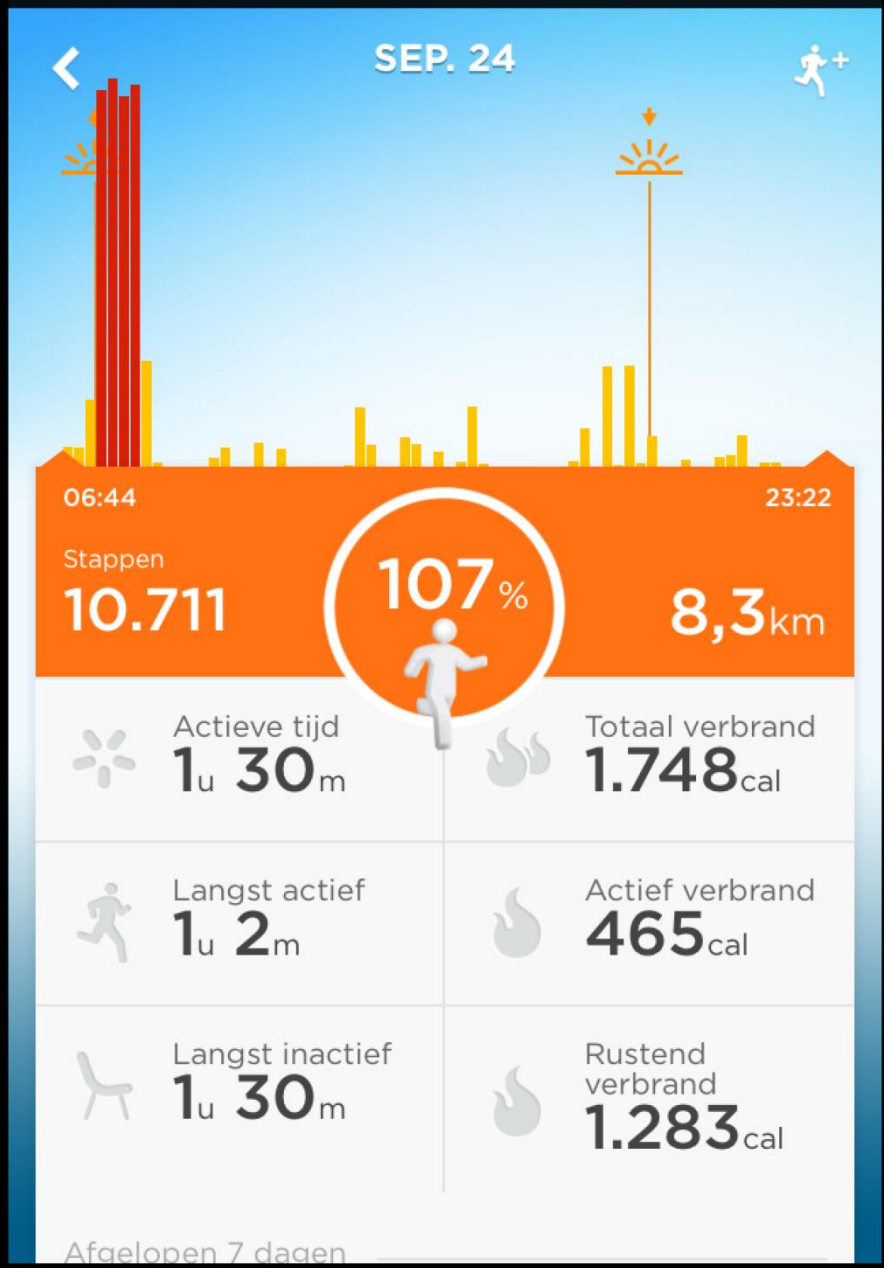 SEP. 24
06:44
23:22
Stappen
10.711
107%
8,3km
Actieve tijd
1u 30m
Totaal verbrand
1.748cal
Langst actief
1u 2m
Actief verbrand
465cal
Langst inactief
1u 30m
Rustend
verbrand
1.283cal
Afgelopen 7 dagen